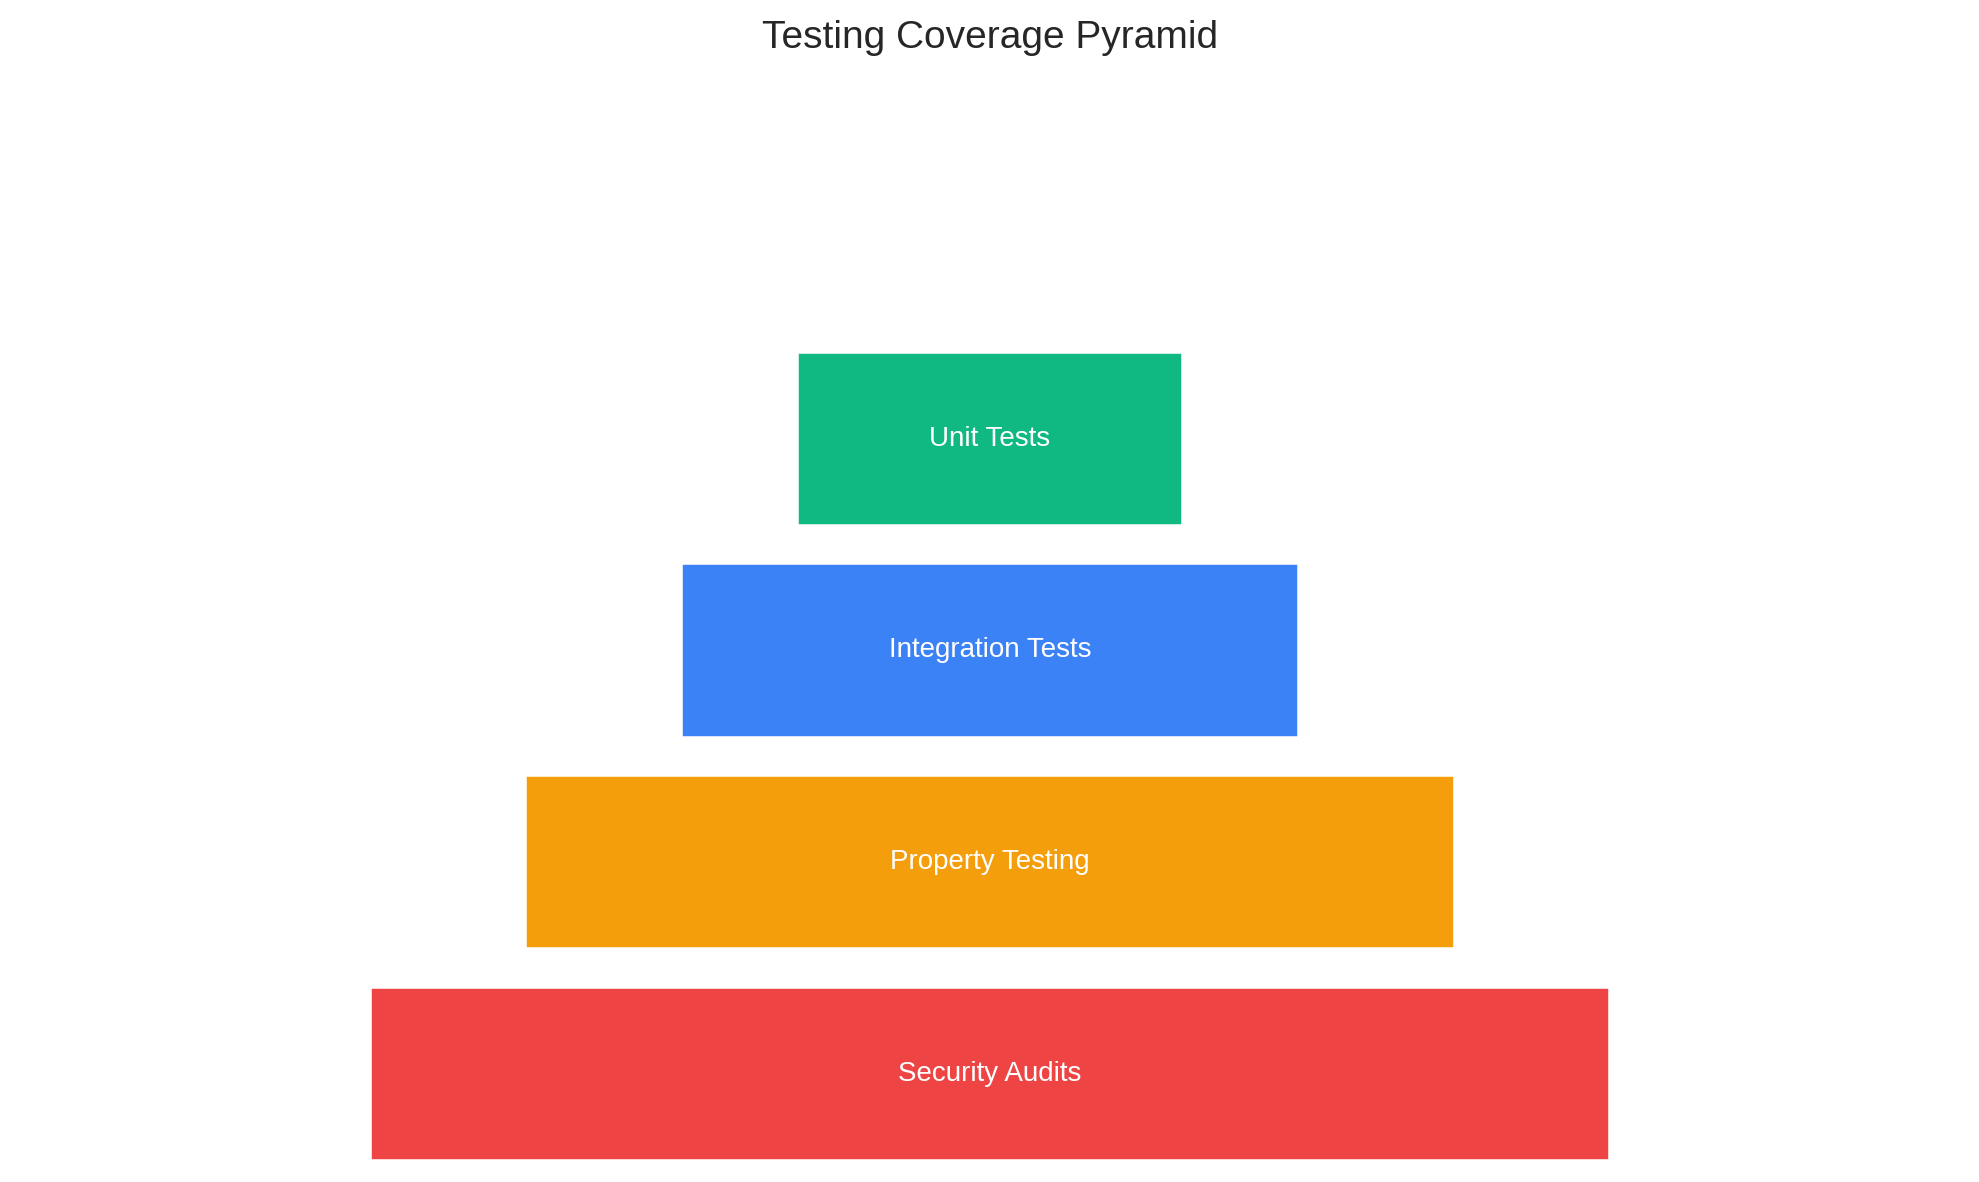 Testing Coverage Pyramid
Unit Tests
Integration Tests
Property Testing
Security Audits